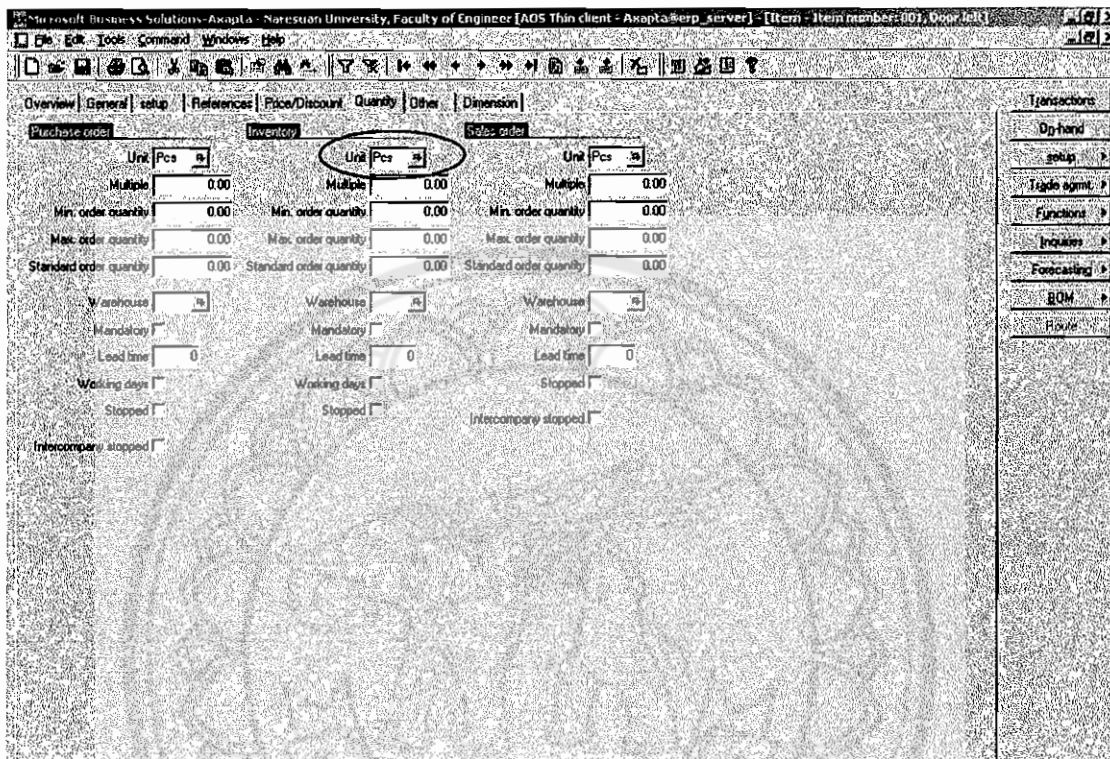 Microsoft Business Solutions-Axapta - Naresuan University, Faculty of Engineer [AOS Thin client - Axapta@erp_server] - [Item - Item number: 001, Door left]
File Edit Tools Command Windows Help
Overview General setup References Price/Discount Quantity Other Dimension
Purchase order
Unit Pcs
Multiple 0.00
Min. order quantity 0.00
Max. order quantity 0.00
Standard order quantity 0.00
Warehouse
Mandatory
Lead time 0
Working days
Stopped
Intercompany stopped
Inventory
Unit Pcs
Multiple 0.00
Min. order quantity 0.00
Max. order quantity 0.00
Standard order quantity 0.00
Warehouse
Mandatory
Lead time 0
Working days
Stopped
Sales order
Unit Pcs
Multiple 0.00
Min. order quantity 0.00
Max. order quantity 0.00
Standard order quantity 0.00
Warehouse
Mandatory
Lead time 0
Stopped
Intercompany stopped
Transactions
On-hand
setup
Trade agrmt.
Functions
Inquiries
Forecasting
BOM
Route